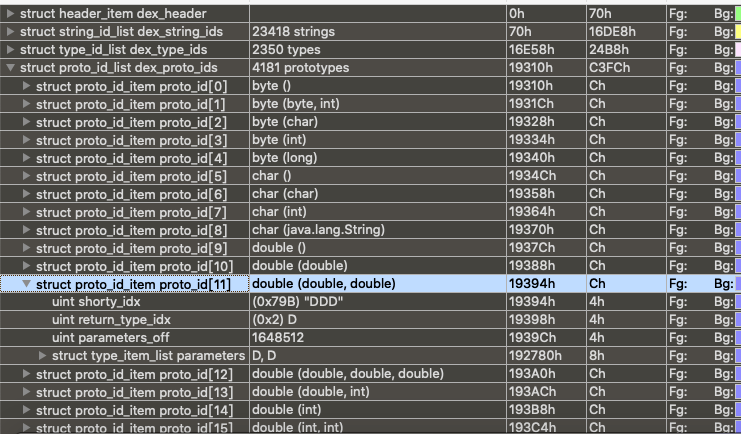 struct header_item dex_header 0h 70h Fg: Bg:
struct string_id_list dex_string_ids 23418 strings 70h 16DE8h Fg: Bg:
struct type_id_list dex_type_ids 2350 types 16E58h 24B8h Fg: Bg:
struct proto_id_list dex_proto_ids 4181 prototypes 19310h C3FCh Fg: Bg:
struct proto_id_item proto_id[0] byte () 19310h Ch Fg: Bg:
struct proto_id_item proto_id[1] byte (byte, int) 1931Ch Ch Fg: Bg:
struct proto_id_item proto_id[2] byte (char) 19328h Ch Fg: Bg:
struct proto_id_item proto_id[3] byte (int) 19334h Ch Fg: Bg:
struct proto_id_item proto_id[4] byte (long) 19340h Ch Fg: Bg:
struct proto_id_item proto_id[5] char () 1934Ch Ch Fg: Bg:
struct proto_id_item proto_id[6] char (char) 19358h Ch Fg: Bg:
struct proto_id_item proto_id[7] char (int) 19364h Ch Fg: Bg:
struct proto_id_item proto_id[8] char (java.lang.String) 19370h Ch Fg: Bg:
struct proto_id_item proto_id[9] double () 1937Ch Ch Fg: Bg:
struct proto_id_item proto_id[10] double (double) 19388h Ch Fg: Bg:
struct proto_id_item proto_id[11] double (double, double) 19394h Ch Fg: Bg:
uint shorty_idx (0x79B) "DDD" 19394h 4h Fg: Bg:
uint return_type_idx (0x2) D 19398h 4h Fg: Bg:
uint parameters_off 1648512 1939Ch 4h Fg: Bg:
struct type_item_list parameters D, D 192780h 8h Fg: Bg:
struct proto_id_item proto_id[12] double (double, double, double) 193A0h Ch Fg: Bg:
struct proto_id_item proto_id[13] double (double, int) 193ACh Ch Fg: Bg:
struct proto_id_item proto_id[14] double (int) 193B8h Ch Fg: Bg:
struct proto_id_item proto_id[15] double (int, int) 193C4h Ch Fg: Bg: